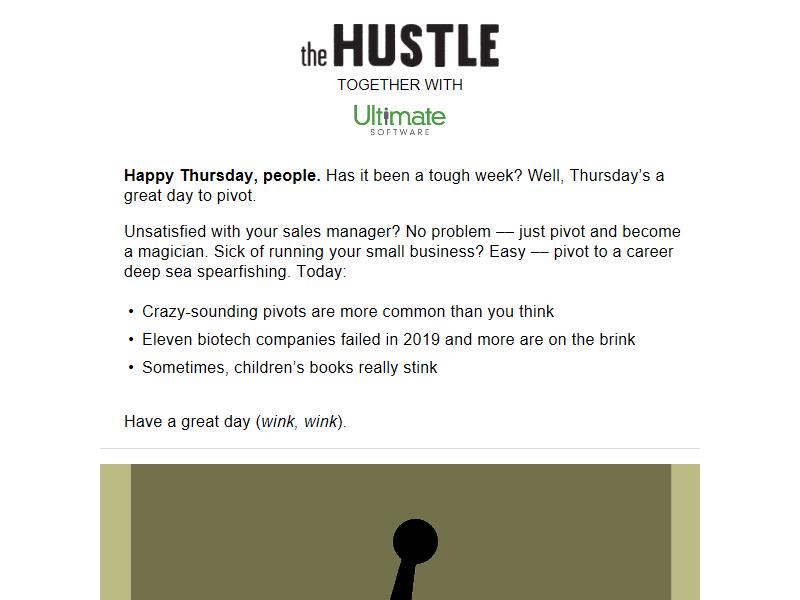 the HUSTLE
TOGETHER WITH
Ultimate
SOFTWARE
Happy Thursday, people. Has it been a tough week? Well, Thursday’s a
great day to pivot.
Unsatisfied with your sales manager? No problem — just pivot and become
a magician. Sick of running your small business? Easy — pivot to a career
deep sea spearfishing. Today:
• Crazy-sounding pivots are more common than you think
• Eleven biotech companies failed in 2019 and more are on the brink
• Sometimes, children’s books really stink
Have a great day (wink, wink).